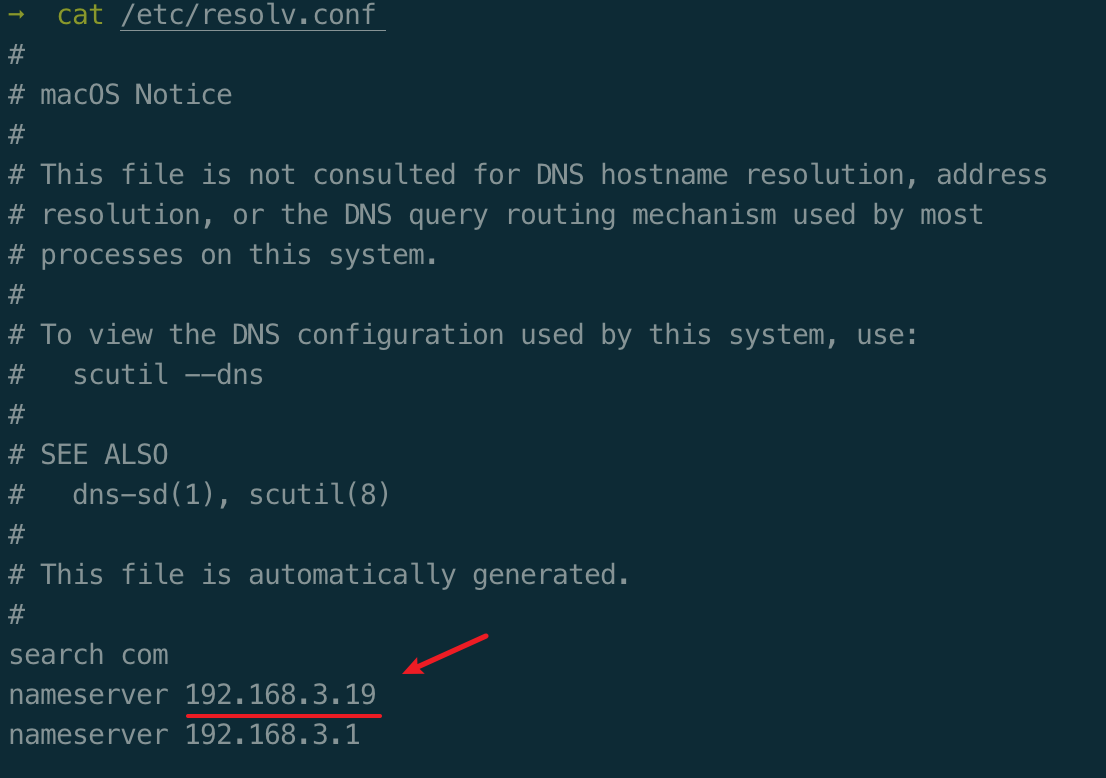 →  cat /etc/resolv.conf
#
# macOS Notice
#
# This file is not consulted for DNS hostname resolution, address
# resolution, or the DNS query routing mechanism used by most
# processes on this system.
#
# To view the DNS configuration used by this system, use:
#   scutil --dns
#
# SEE ALSO
#   dns-sd(1), scutil(8)
#
# This file is automatically generated.
#
search com
nameserver 192.168.3.19
nameserver 192.168.3.1